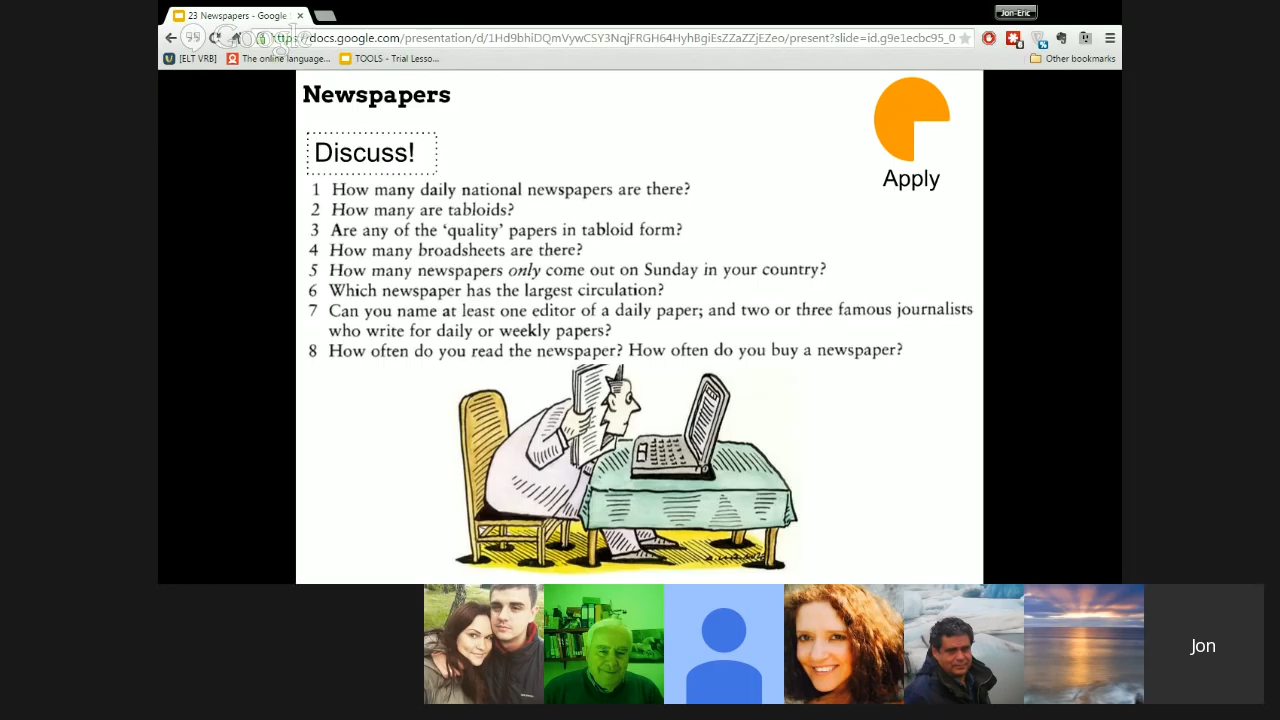 23 Newspapers - Google
Jon-Eric
Google
https://docs.google.com/presentation/d/1Hd9bhiDQmVywCSY3NqjFRGH64HyhBgiEsZZaZZjEZeo/present?slide=id.g9e1ecbc95_0
[ELT VRB]
The online language...
TOOLS - Trial Lesso...
Other bookmarks
Newspapers
Discuss!
Apply
1 How many daily national newspapers are there?
2 How many are tabloids?
3 Are any of the ‘quality’ papers in tabloid form?
4 How many broadsheets are there?
5 How many newspapers only come out on Sunday in your country?
6 Which newspaper has the largest circulation?
7 Can you name at least one editor of a daily paper; and two or three famous journalists
who write for daily or weekly papers?
8 How often do you read the newspaper? How often do you buy a newspaper?
Jon